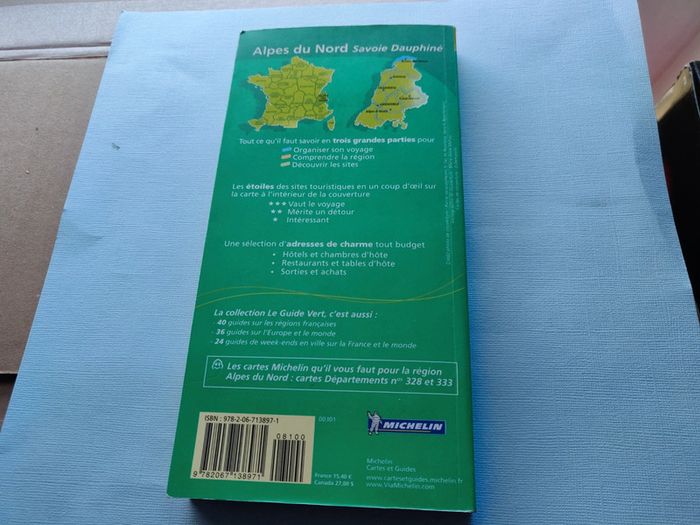 Alpes du Nord Savoie Dauphiné
Tout ce qu'il faut savoir en trois grandes parties pour
Organiser son voyage
Comprendre la région
Découvrir les sites
Les étoiles des sites touristiques en un coup d'œil sur
la carte à l'intérieur de la couverture
★★★ Vaut le voyage
★★ Mérite un détour
★ Intéressant
Une sélection d'adresses de charme tout budget
• Hôtels et chambres d'hôte
• Restaurants et tables d'hôte
• Sorties et achats
La collection Le Guide Vert, c'est aussi :
- 40 guides sur les régions françaises
- 36 guides sur l'Europe et le monde
- 24 guides de week-ends en ville sur la France et le monde
Les cartes Michelin qu'il vous faut pour la région
Alpes du Nord : cartes Départements nos 328 et 333
ISBN : 978-2-06-713897-1
08100
9 782067 138971
00301
France 15,40 €
Canada 27,00 $
MICHELIN
Michelin
Cartes et Guides
www.cartesetguides.michelin.fr
www.ViaMichelin.com